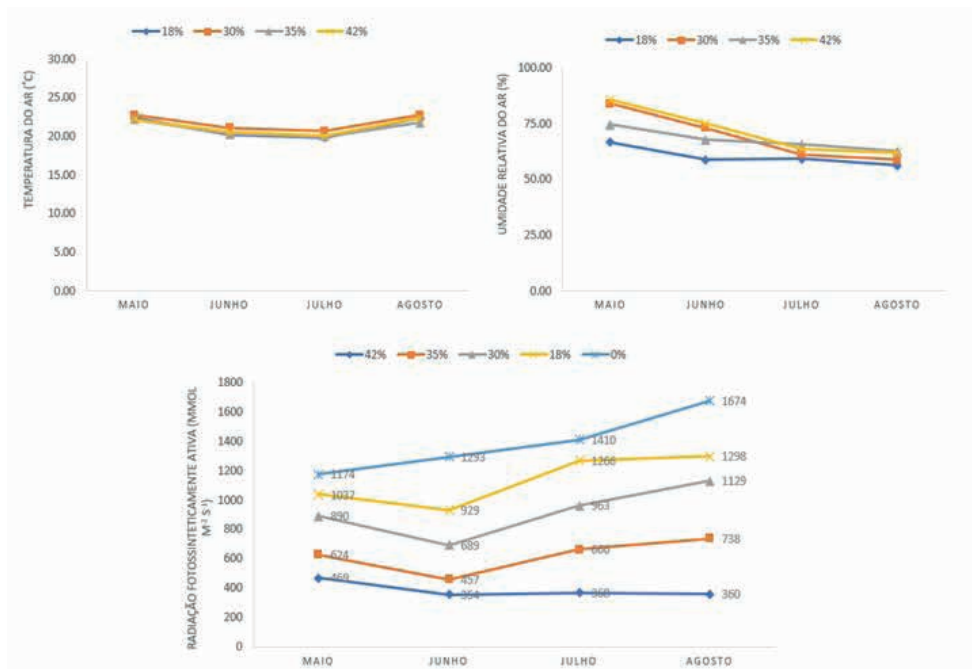 18% 30% 35% 42%
TEMPERATURA DO AR (°C)
30.00
25.00
20.00
15.00
10.00
5.00
0.00
MAIO JUNHO JULHO AGOSTO
18% 30% 35% 42%
UMIDADE RELATIVA DO AR (%)
100.00
75.00
50.00
25.00
0.00
MAIO JUNHO JULHO AGOSTO
42% 35% 30% 18% 0%
RADIAÇÃO FOTOSSINTETICAMENTE ATIVA (MMOL
M-² S-¹)
1800
1600
1400
1200
1000
800
600
400
200
0
1174 1293 1410 1674
1037 929 1266 1298
890 689 963 1129
624 457 660 738
469 354 368 360
MAIO JUNHO JULHO AGOSTO